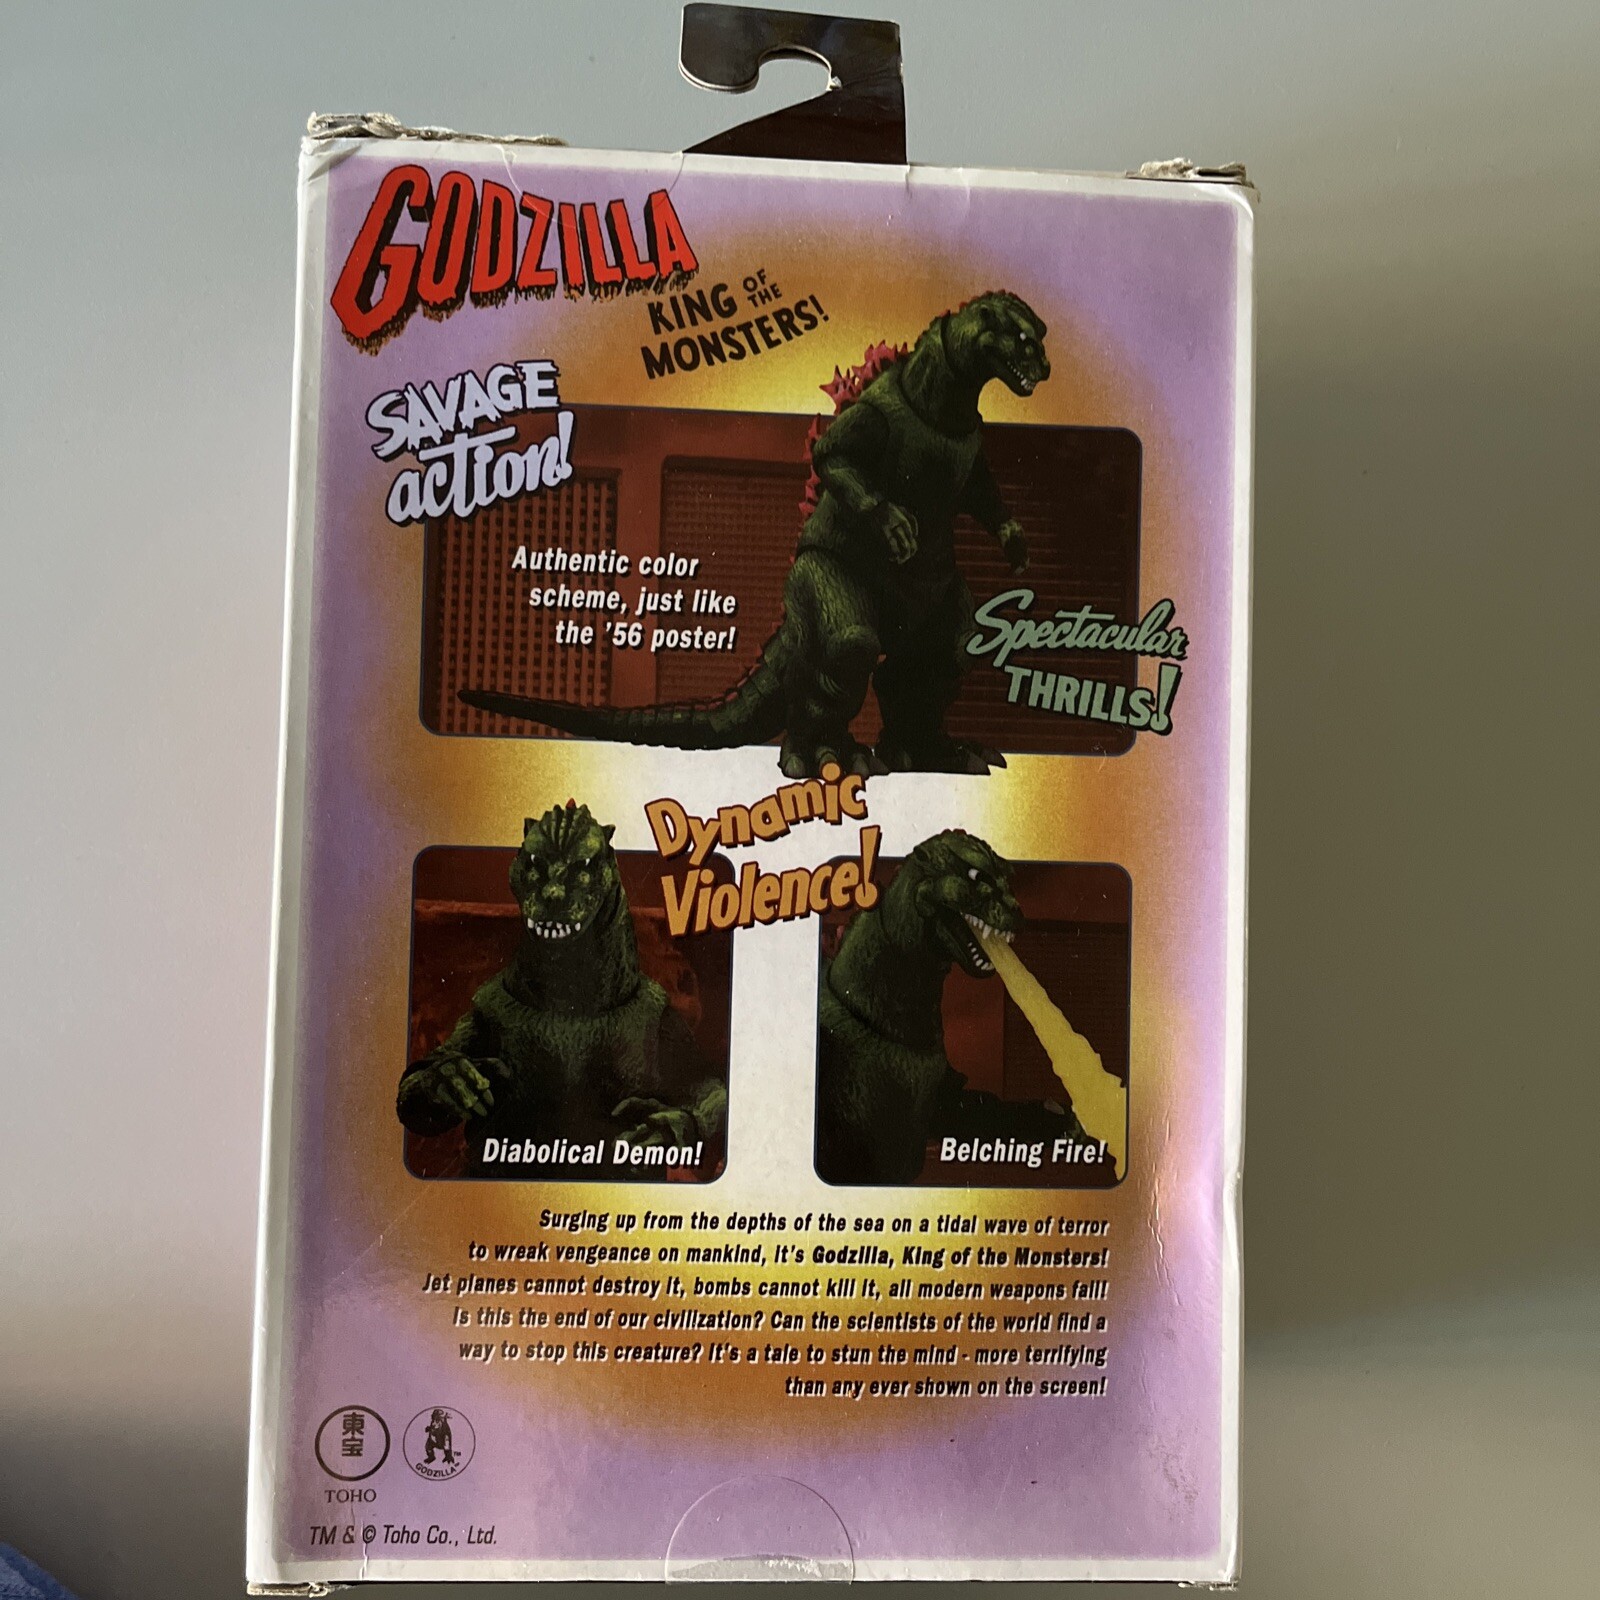 GODZILLA
KING OF THE
MONSTERS!
SAVAGE
action!
Authentic color
scheme, just like
the '56 poster!
Spectacular
THRILLS!
Dynamic
Violence!
Diabolical Demon!
Belching Fire!
Surging up from the depths of the sea on a tidal wave of terror
to wreak vengeance on mankind, it's Godzilla, King of the Monsters!
Jet planes cannot destroy it, bombs cannot kill it, all modern weapons fail!
Is this the end of our civilization? Can the scientists of the world find a
way to stop this creature? It's a tale to stun the mind - more terrifying
than any ever shown on the screen!
東宝
TOHO
GODZILLA™
TM & © Toho Co., Ltd.